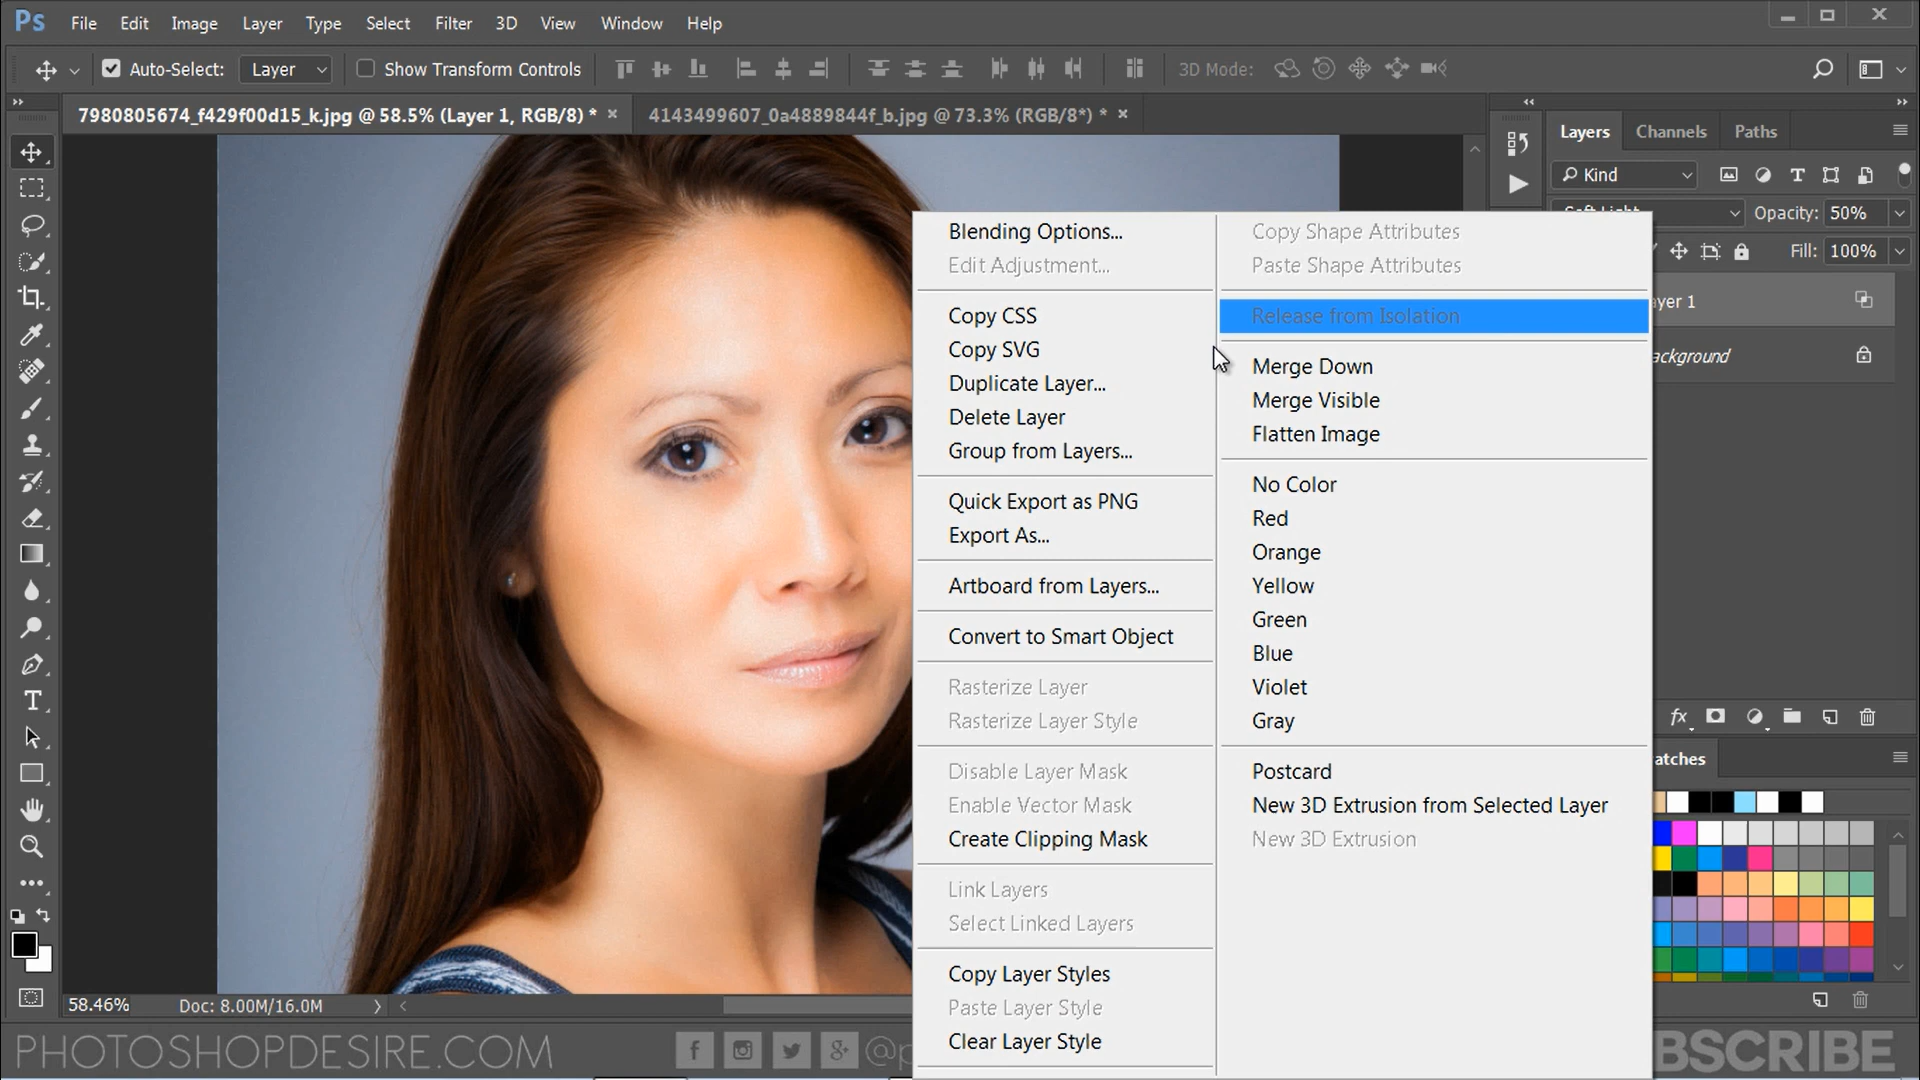 Ps File Edit Image Layer Type Select Filter 3D View Window Help
Auto-Select: Layer Show Transform Controls 3D Mode:
7980805674_f429f00d15_k.jpg @ 58.5% (Layer 1, RGB/8) * × 4143499607_0a4889844f_b.jpg @ 73.3% (RGB/8*) * ×
Layers Channels Paths
Kind
Opacity: 50%
Fill: 100%
ayer 1
ackground
Blending Options...
Edit Adjustment...
Copy CSS
Copy SVG
Duplicate Layer...
Delete Layer
Group from Layers...
Quick Export as PNG
Export As...
Artboard from Layers...
Convert to Smart Object
Rasterize Layer
Rasterize Layer Style
Disable Layer Mask
Enable Vector Mask
Create Clipping Mask
Link Layers
Select Linked Layers
Copy Layer Styles
Paste Layer Style
Clear Layer Style
Copy Shape Attributes
Paste Shape Attributes
Release from Isolation
Merge Down
Merge Visible
Flatten Image
No Color
Red
Orange
Yellow
Green
Blue
Violet
Gray
Postcard
New 3D Extrusion from Selected Layer
New 3D Extrusion
fx
atches
58.46% Doc: 8.00M/16.0M
PHOTOSHOPDESIRE.COM @p BSCRIBE